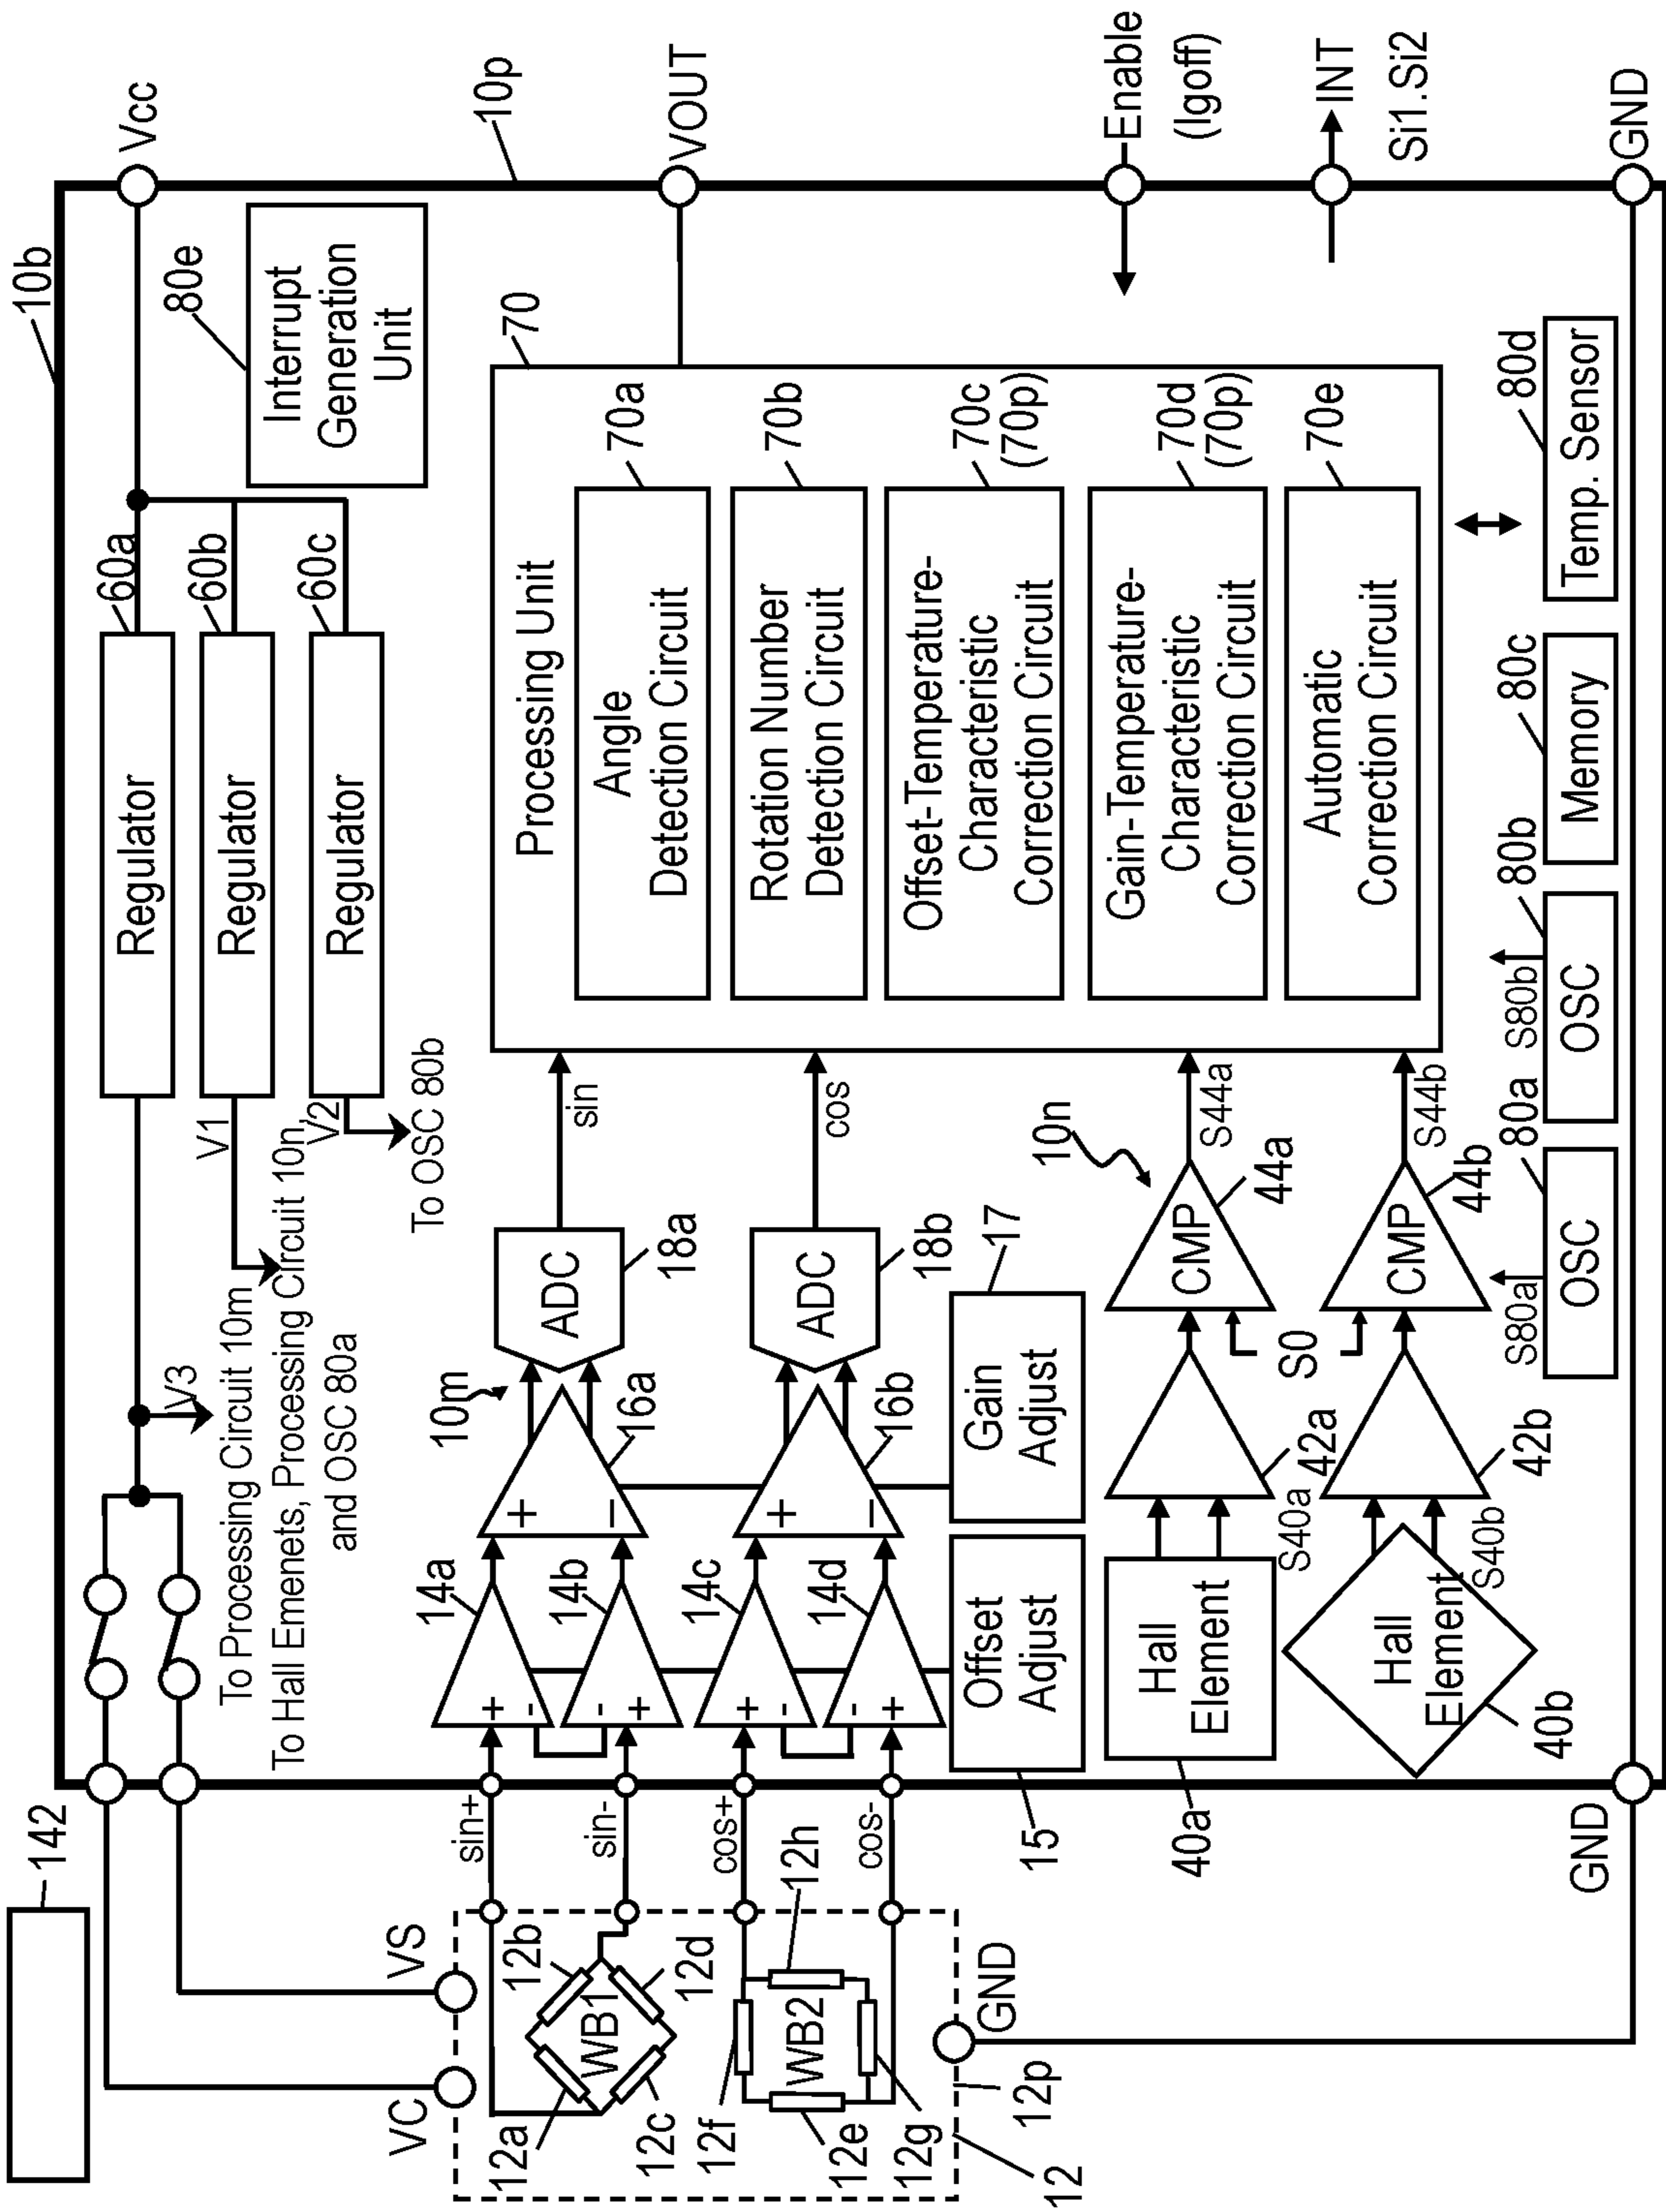 142
10b
VC
VS
Vcc
Regulator
60a
Regulator
60b
Regulator
60c
Interrupt
Generation
Unit
80e
10p
V3
To Processing Circuit 10m
V1
To Hall Emenets, Processing Circuit 10n,
and OSC 80a
V2
To OSC 80b
12a
12b
12c
12d
WB1
12e
12f
12g
12h
WB2
12
12p
GND
sin+
sin-
cos+
cos-
14a
14b
14c
14d
+
-
-
+
+
-
-
+
10m
+
−
16a
+
−
16b
ADC
18a
ADC
18b
sin
cos
Offset
Adjust
15
Gain
Adjust
17
Processing Unit
70
VOUT
Angle
Detection Circuit
70a
Rotation Number
Detection Circuit
70b
Offset-Temperature-
Characteristic
Correction Circuit
70c
(70p)
Gain-Temperature-
Characteristic
Correction Circuit
70d
(70p)
Automatic
Correction Circuit
70e
Enable
(Igoff)
INT
Si1.Si2
Hall
Element
40a
S40a
42a
CMP
44a
S44a
10n
S0
Hall
Element
40b
S40b
42b
CMP
44b
S44b
S80a
OSC
80a
S80b
OSC
80b
Memory
80c
Temp. Sensor
80d
GND
GND